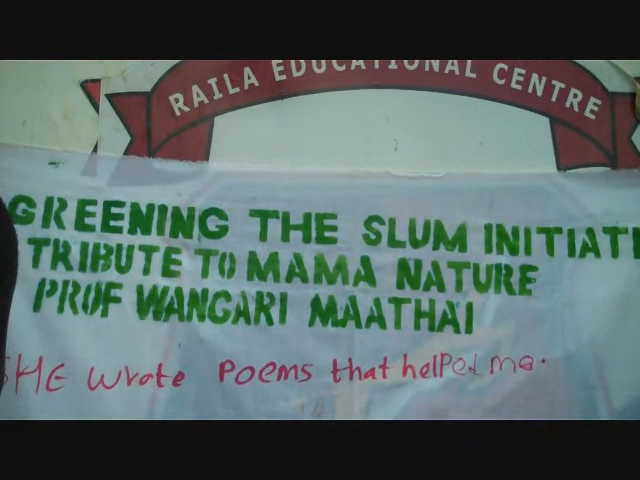 RAILA EDUCATIONAL CENTRE
GREENING THE SLUM INITIATI
TRIBUTE TO MAMA NATURE
PROF WANGARI MAATHAI
SHE wrote Poems that helped me.